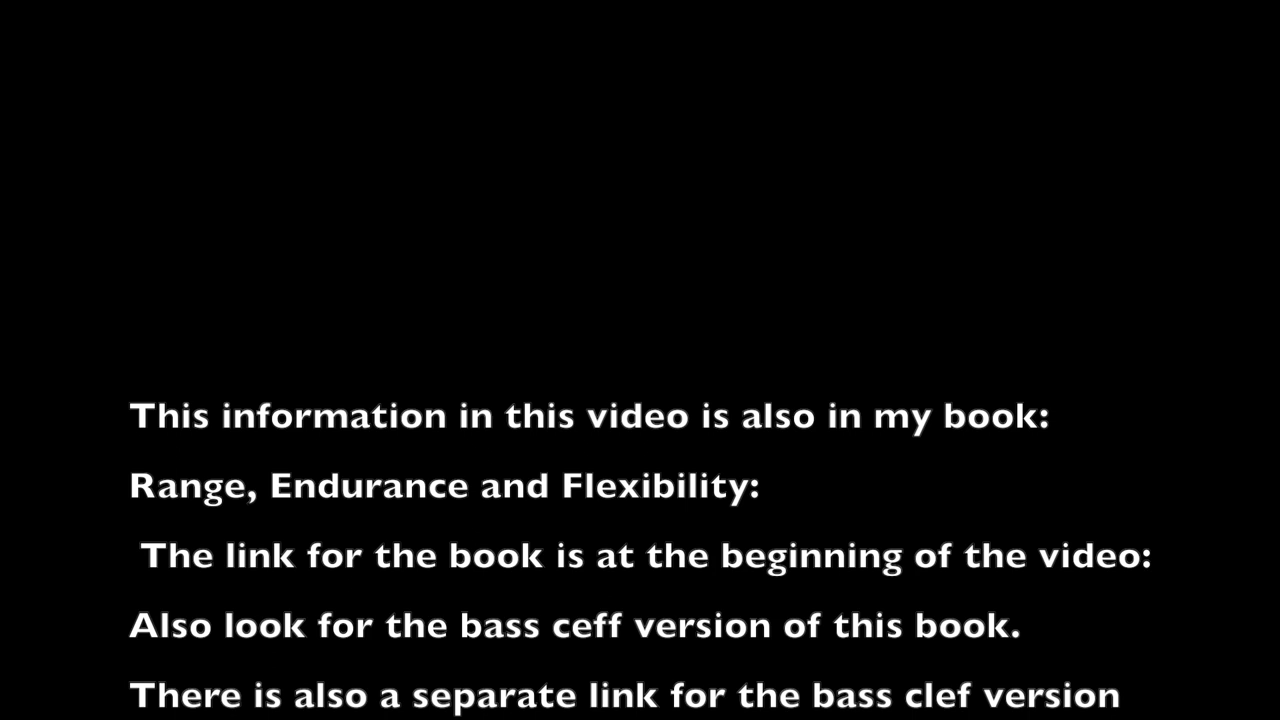 This information in this video is also in my book:
Range, Endurance and Flexibility:
The link for the book is at the beginning of the video:
Also look for the bass ceff version of this book.
There is also a separate link for the bass clef version